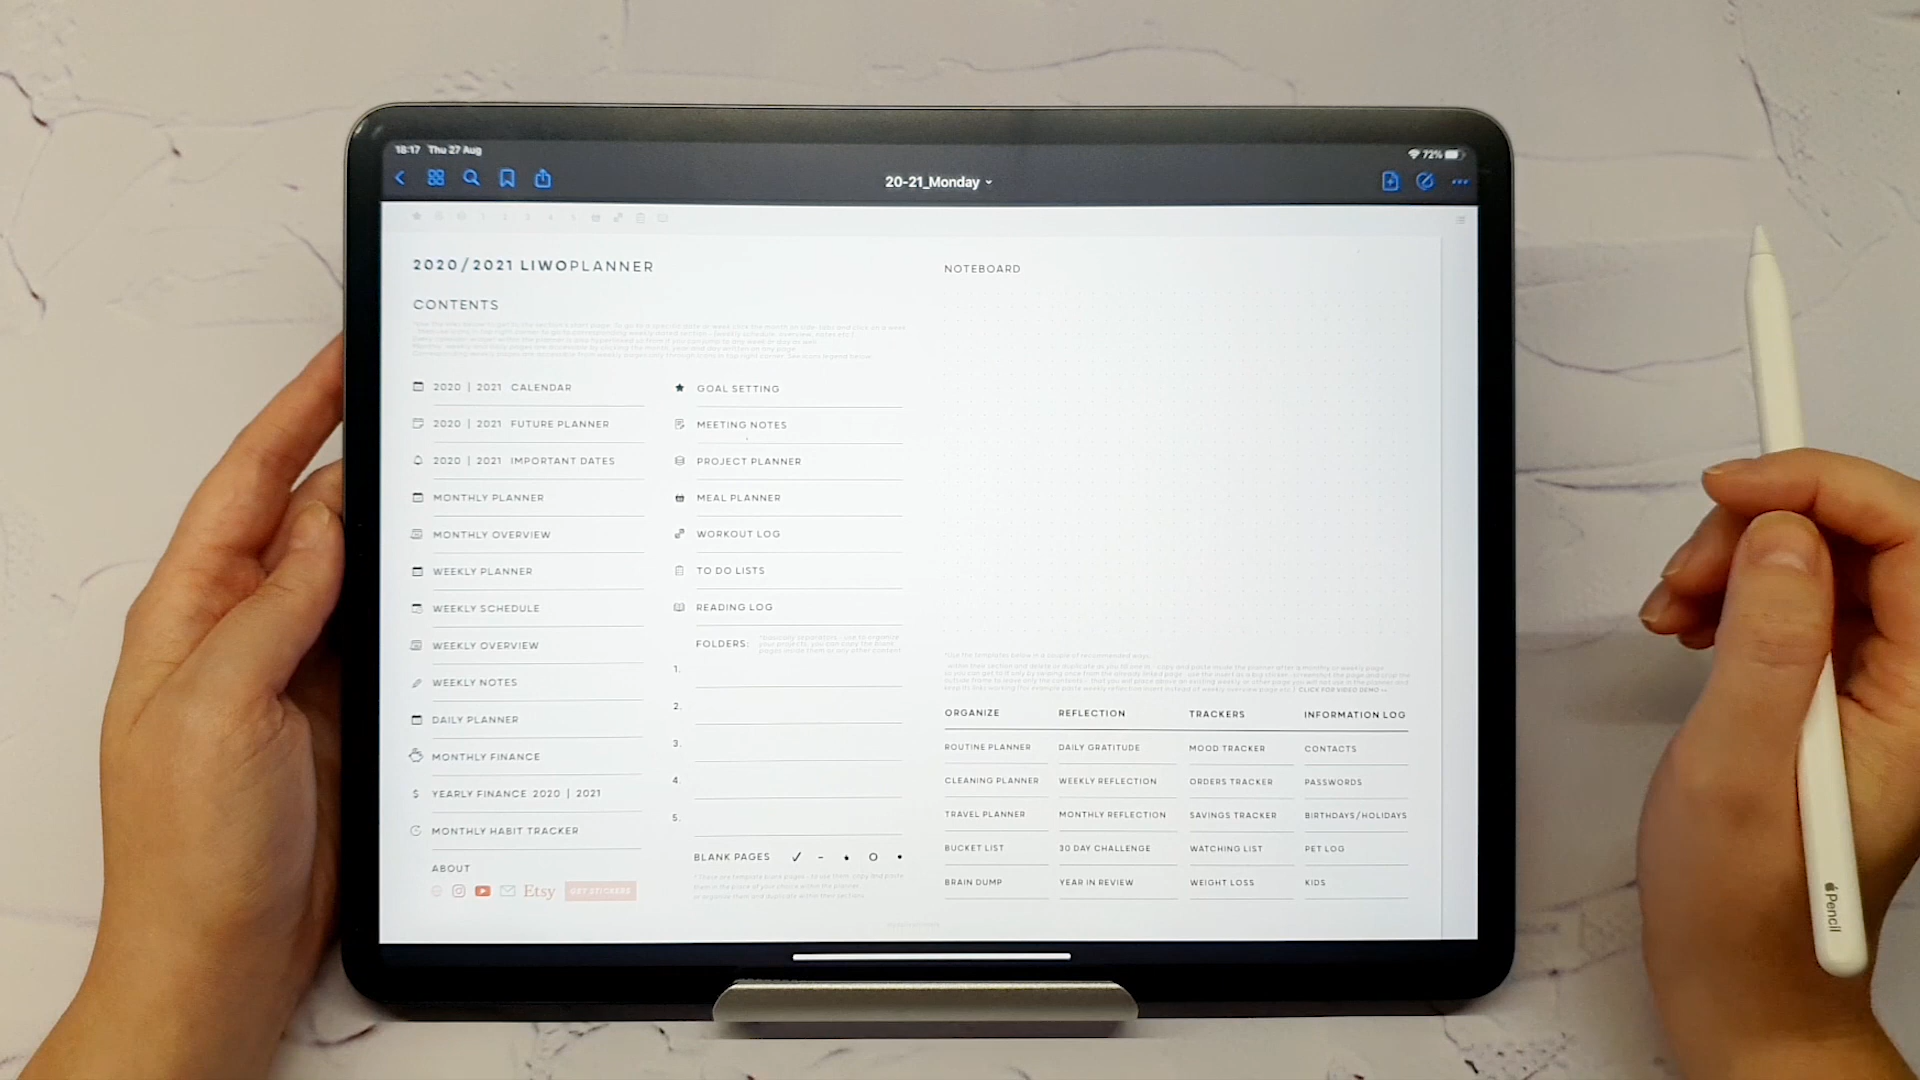 18:17 Thu 27 Aug
72%
20-21_Monday
2020/2021 LIWOPLANNER
CONTENTS
2020 | 2021 CALENDAR
2020 | 2021 FUTURE PLANNER
2020 | 2021 IMPORTANT DATES
MONTHLY PLANNER
MONTHLY OVERVIEW
WEEKLY PLANNER
WEEKLY SCHEDULE
WEEKLY OVERVIEW
WEEKLY NOTES
DAILY PLANNER
MONTHLY FINANCE
$ YEARLY FINANCE 2020 | 2021
MONTHLY HABIT TRACKER
ABOUT
Etsy
GET STICKERS
GOAL SETTING
MEETING NOTES
PROJECT PLANNER
MEAL PLANNER
WORKOUT LOG
TO DO LISTS
READING LOG
FOLDERS:
1.
2.
3.
4.
5.
BLANK PAGES
NOTEBOARD
CLICK FOR VIDEO DEMO
ORGANIZE
ROUTINE PLANNER
CLEANING PLANNER
TRAVEL PLANNER
BUCKET LIST
BRAIN DUMP
REFLECTION
DAILY GRATITUDE
WEEKLY REFLECTION
MONTHLY REFLECTION
30 DAY CHALLENGE
YEAR IN REVIEW
TRACKERS
MOOD TRACKER
ORDERS TRACKER
SAVINGS TRACKER
WATCHING LIST
WEIGHT LOSS
INFORMATION LOG
CONTACTS
PASSWORDS
BIRTHDAYS/HOLIDAYS
PET LOG
KIDS
Pencil